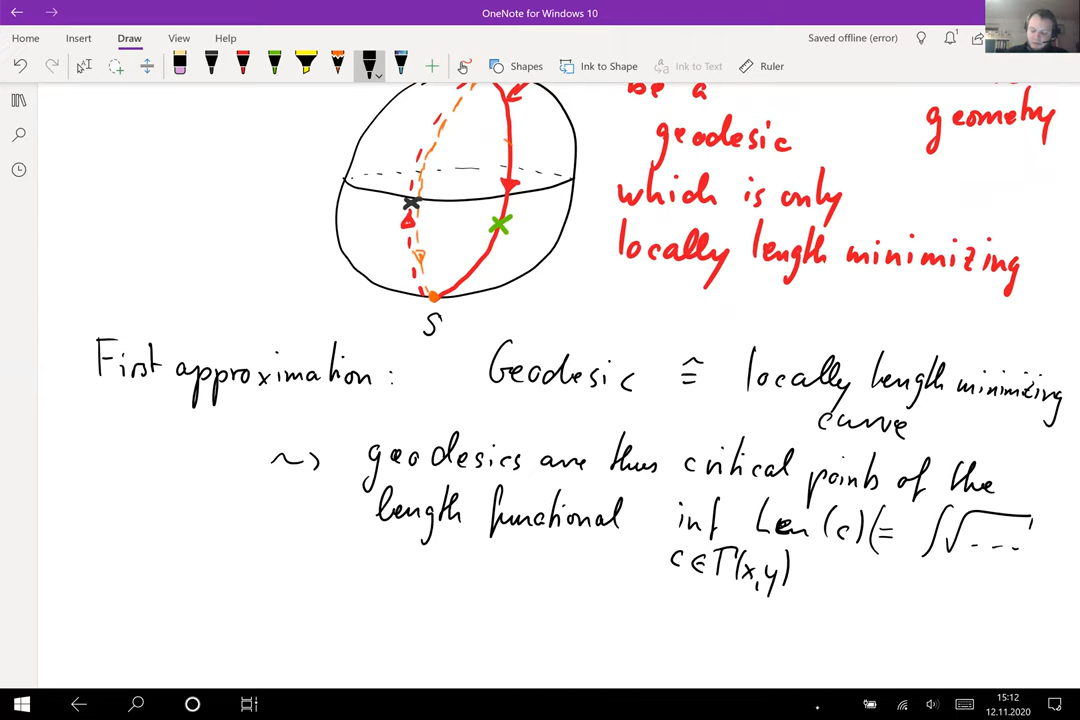 OneNote for Windows 10
Home Insert Draw View Help
Saved offline (error)
Shapes Ink to Shape Ink to Text Ruler
be a
geodesic
which is only
locally length minimizing
geometry
S
First approximation: Geodesic ≙ locally length minimizing
curve
⇝ geodesics are thus critical points of the
length functional inf Len(c)(= ∫√...
c∈Γ(x,y)
15:12
12.11.2020